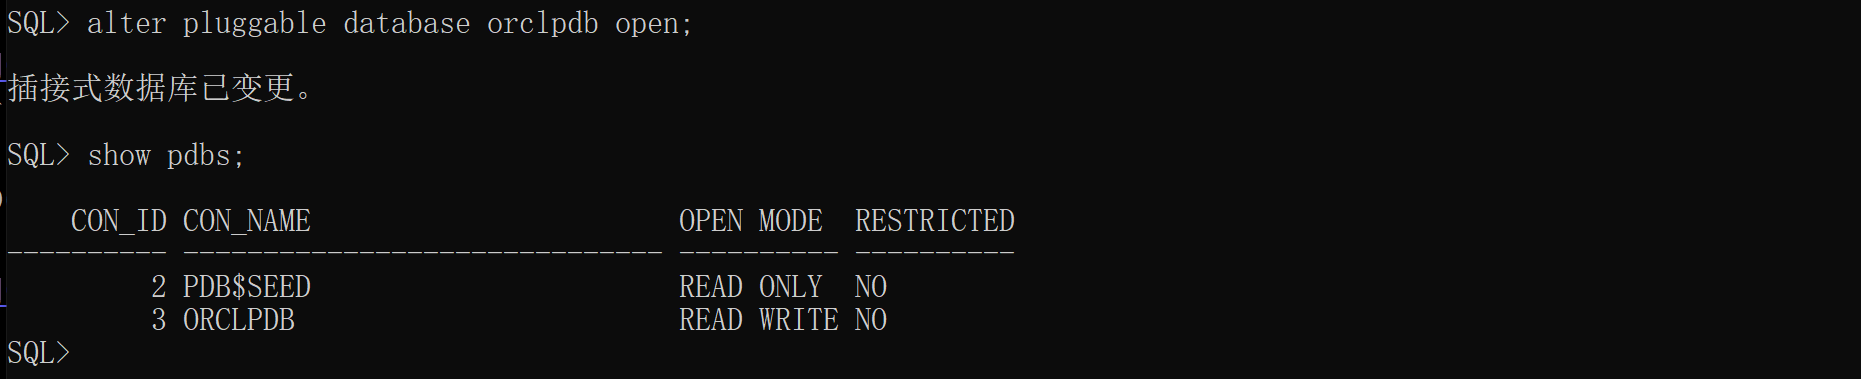 SQL> alter pluggable database orclpdb open;
插接式数据库已变更。
SQL> show pdbs;
    CON_ID CON_NAME                       OPEN MODE  RESTRICTED
---------- ------------------------------ ---------- ----------
         2 PDB$SEED                       READ ONLY  NO
         3 ORCLPDB                        READ WRITE NO
SQL>